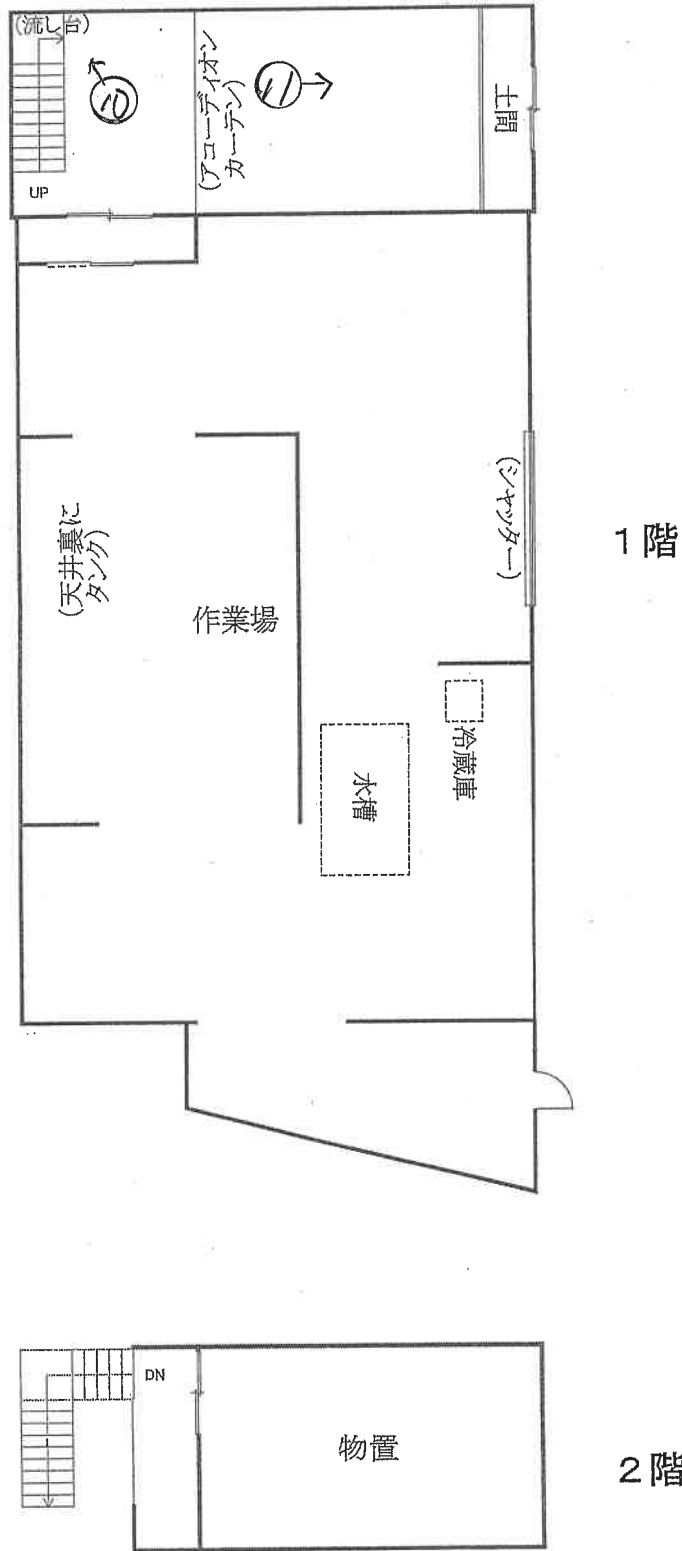 (流し台)
10
11
(アコーディオン
カーテン)
土間
UP
(天井裏に
タンク)
作業場
(シャッター)
1階
冷蔵庫
水槽
DN
物置
2階